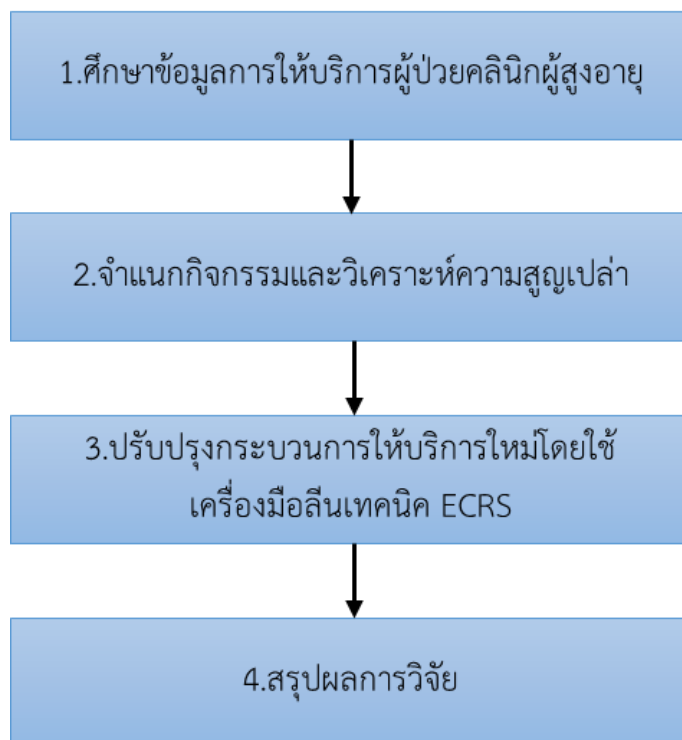 1.ศึกษาข้อมูลการให้บริการผู้ป่วยคลินิกผู้สูงอายุ
2.จำแนกกิจกรรมและวิเคราะห์ความสูญเปล่า
3.ปรับปรุงกระบวนการให้บริการใหม่โดยใช้
เครื่องมือลีนเทคนิค ECRS
4.สรุปผลการวิจัย